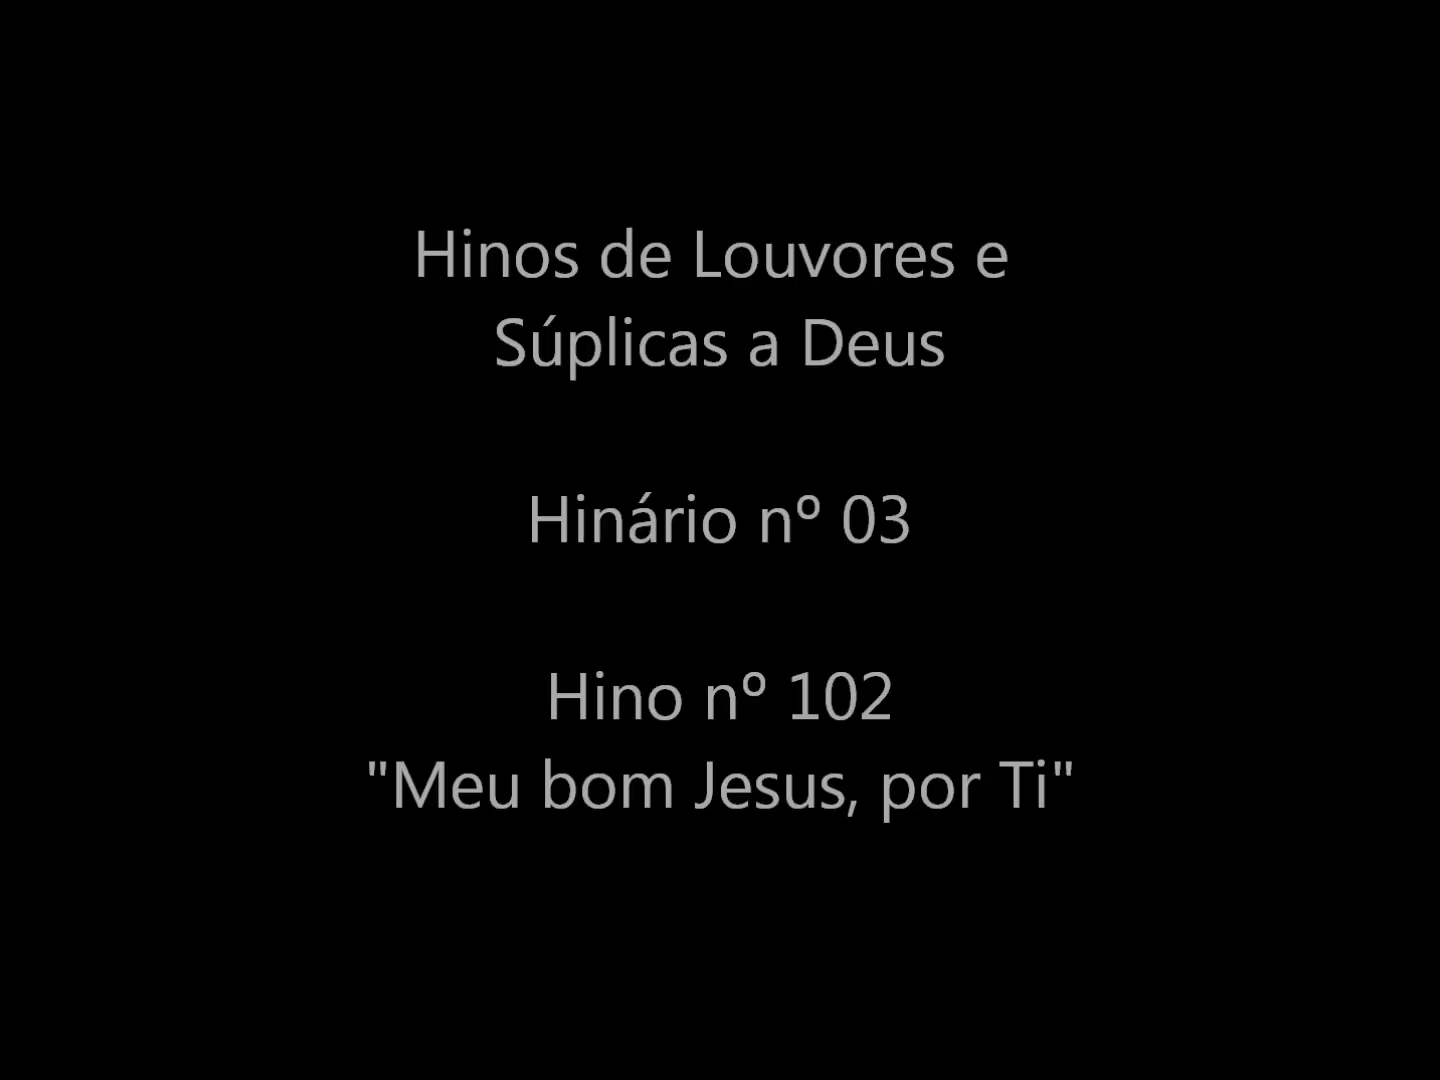 Hinos de Louvores e
Súplicas a Deus
Hinário nº 03
Hino nº 102
"Meu bom Jesus, por Ti"